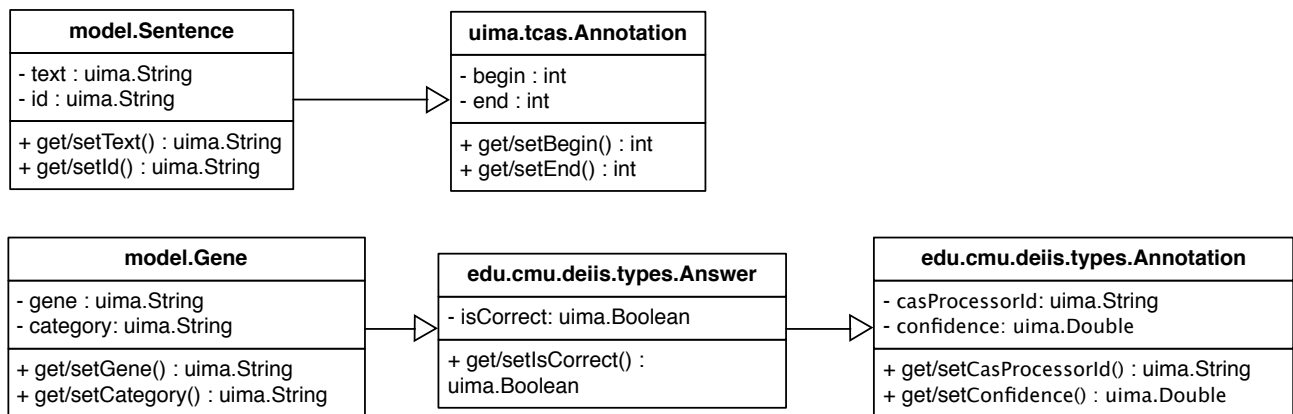 model.Sentence
- text : uima.String
- id : uima.String
+ get/setText() : uima.String
+ get/setId() : uima.String
uima.tcas.Annotation
- begin : int
- end : int
+ get/setBegin() : int
+ get/setEnd() : int
model.Gene
- gene : uima.String
- category: uima.String
+ get/setGene() : uima.String
+ get/setCategory() : uima.String
edu.cmu.deiis.types.Answer
- isCorrect: uima.Boolean
+ get/setIsCorrect() :
uima.Boolean
edu.cmu.deiis.types.Annotation
- casProcessorId: uima.String
- confidence: uima.Double
+ get/setCasProcessorId() : uima.String
+ get/setConfidence() : uima.Double